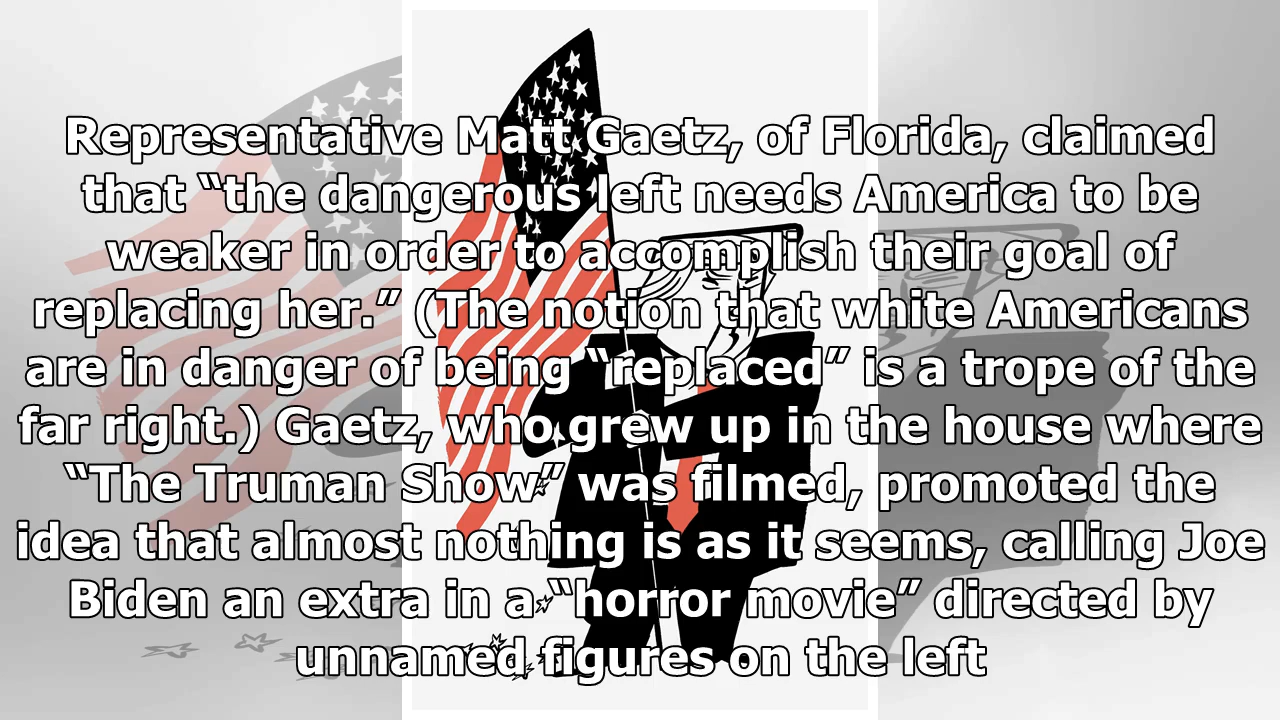 Representative Matt Gaetz, of Florida, claimed
that “the dangerous left needs America to be
weaker in order to accomplish their goal of
replacing her.” (The notion that white Americans
are in danger of being “replaced” is a trope of the
far right.) Gaetz, who grew up in the house where
“The Truman Show” was filmed, promoted the
idea that almost nothing is as it seems, calling Joe
Biden an extra in a “horror movie” directed by
unnamed figures on the left